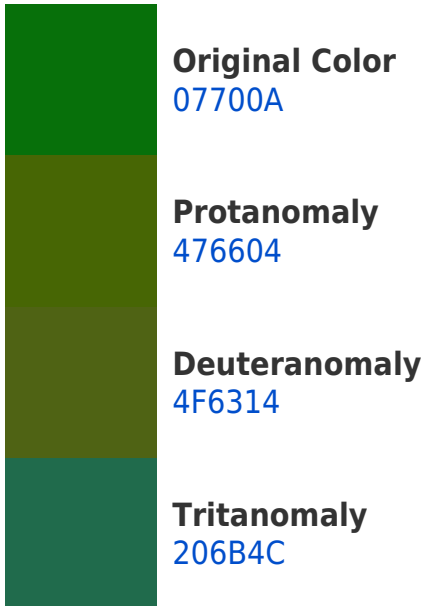 Original Color
07700A
Protanomaly
476604
Deuteranomaly
4F6314
Tritanomaly
206B4C